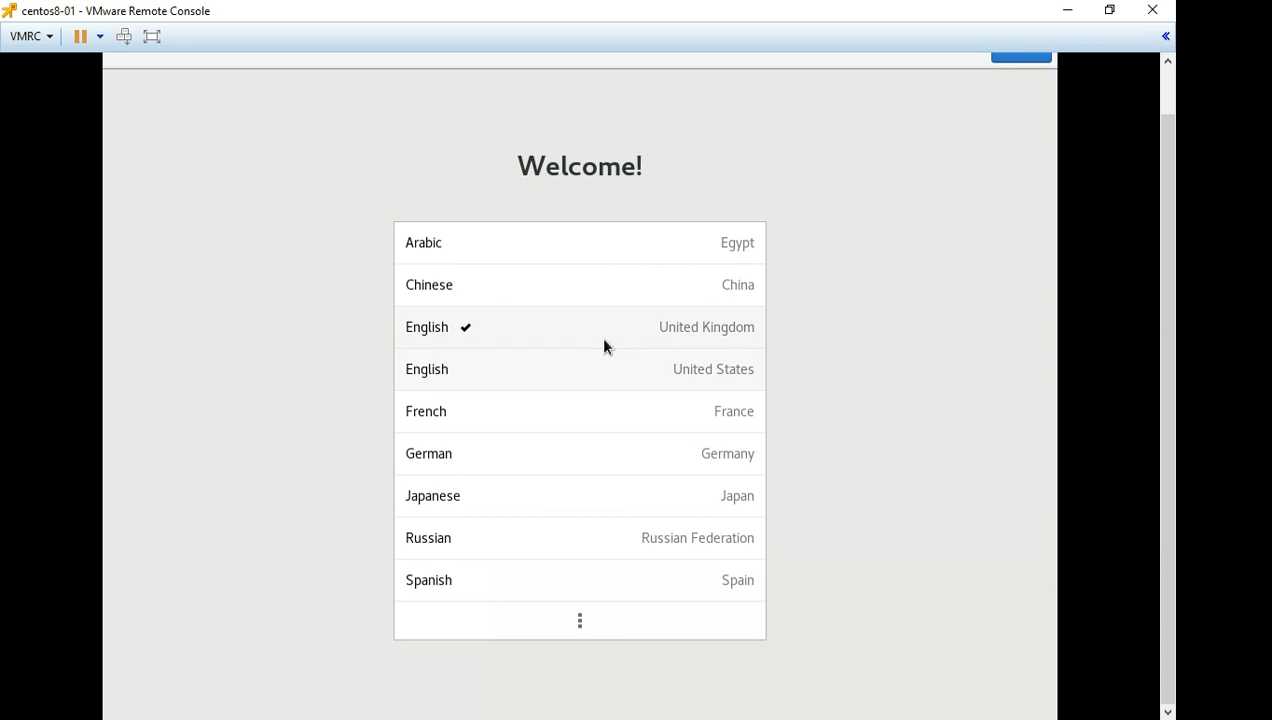 centos8-01 - VMware Remote Console
VMRC
Welcome!
Arabic Egypt
Chinese China
English United Kingdom
English United States
French France
German Germany
Japanese Japan
Russian Russian Federation
Spanish Spain